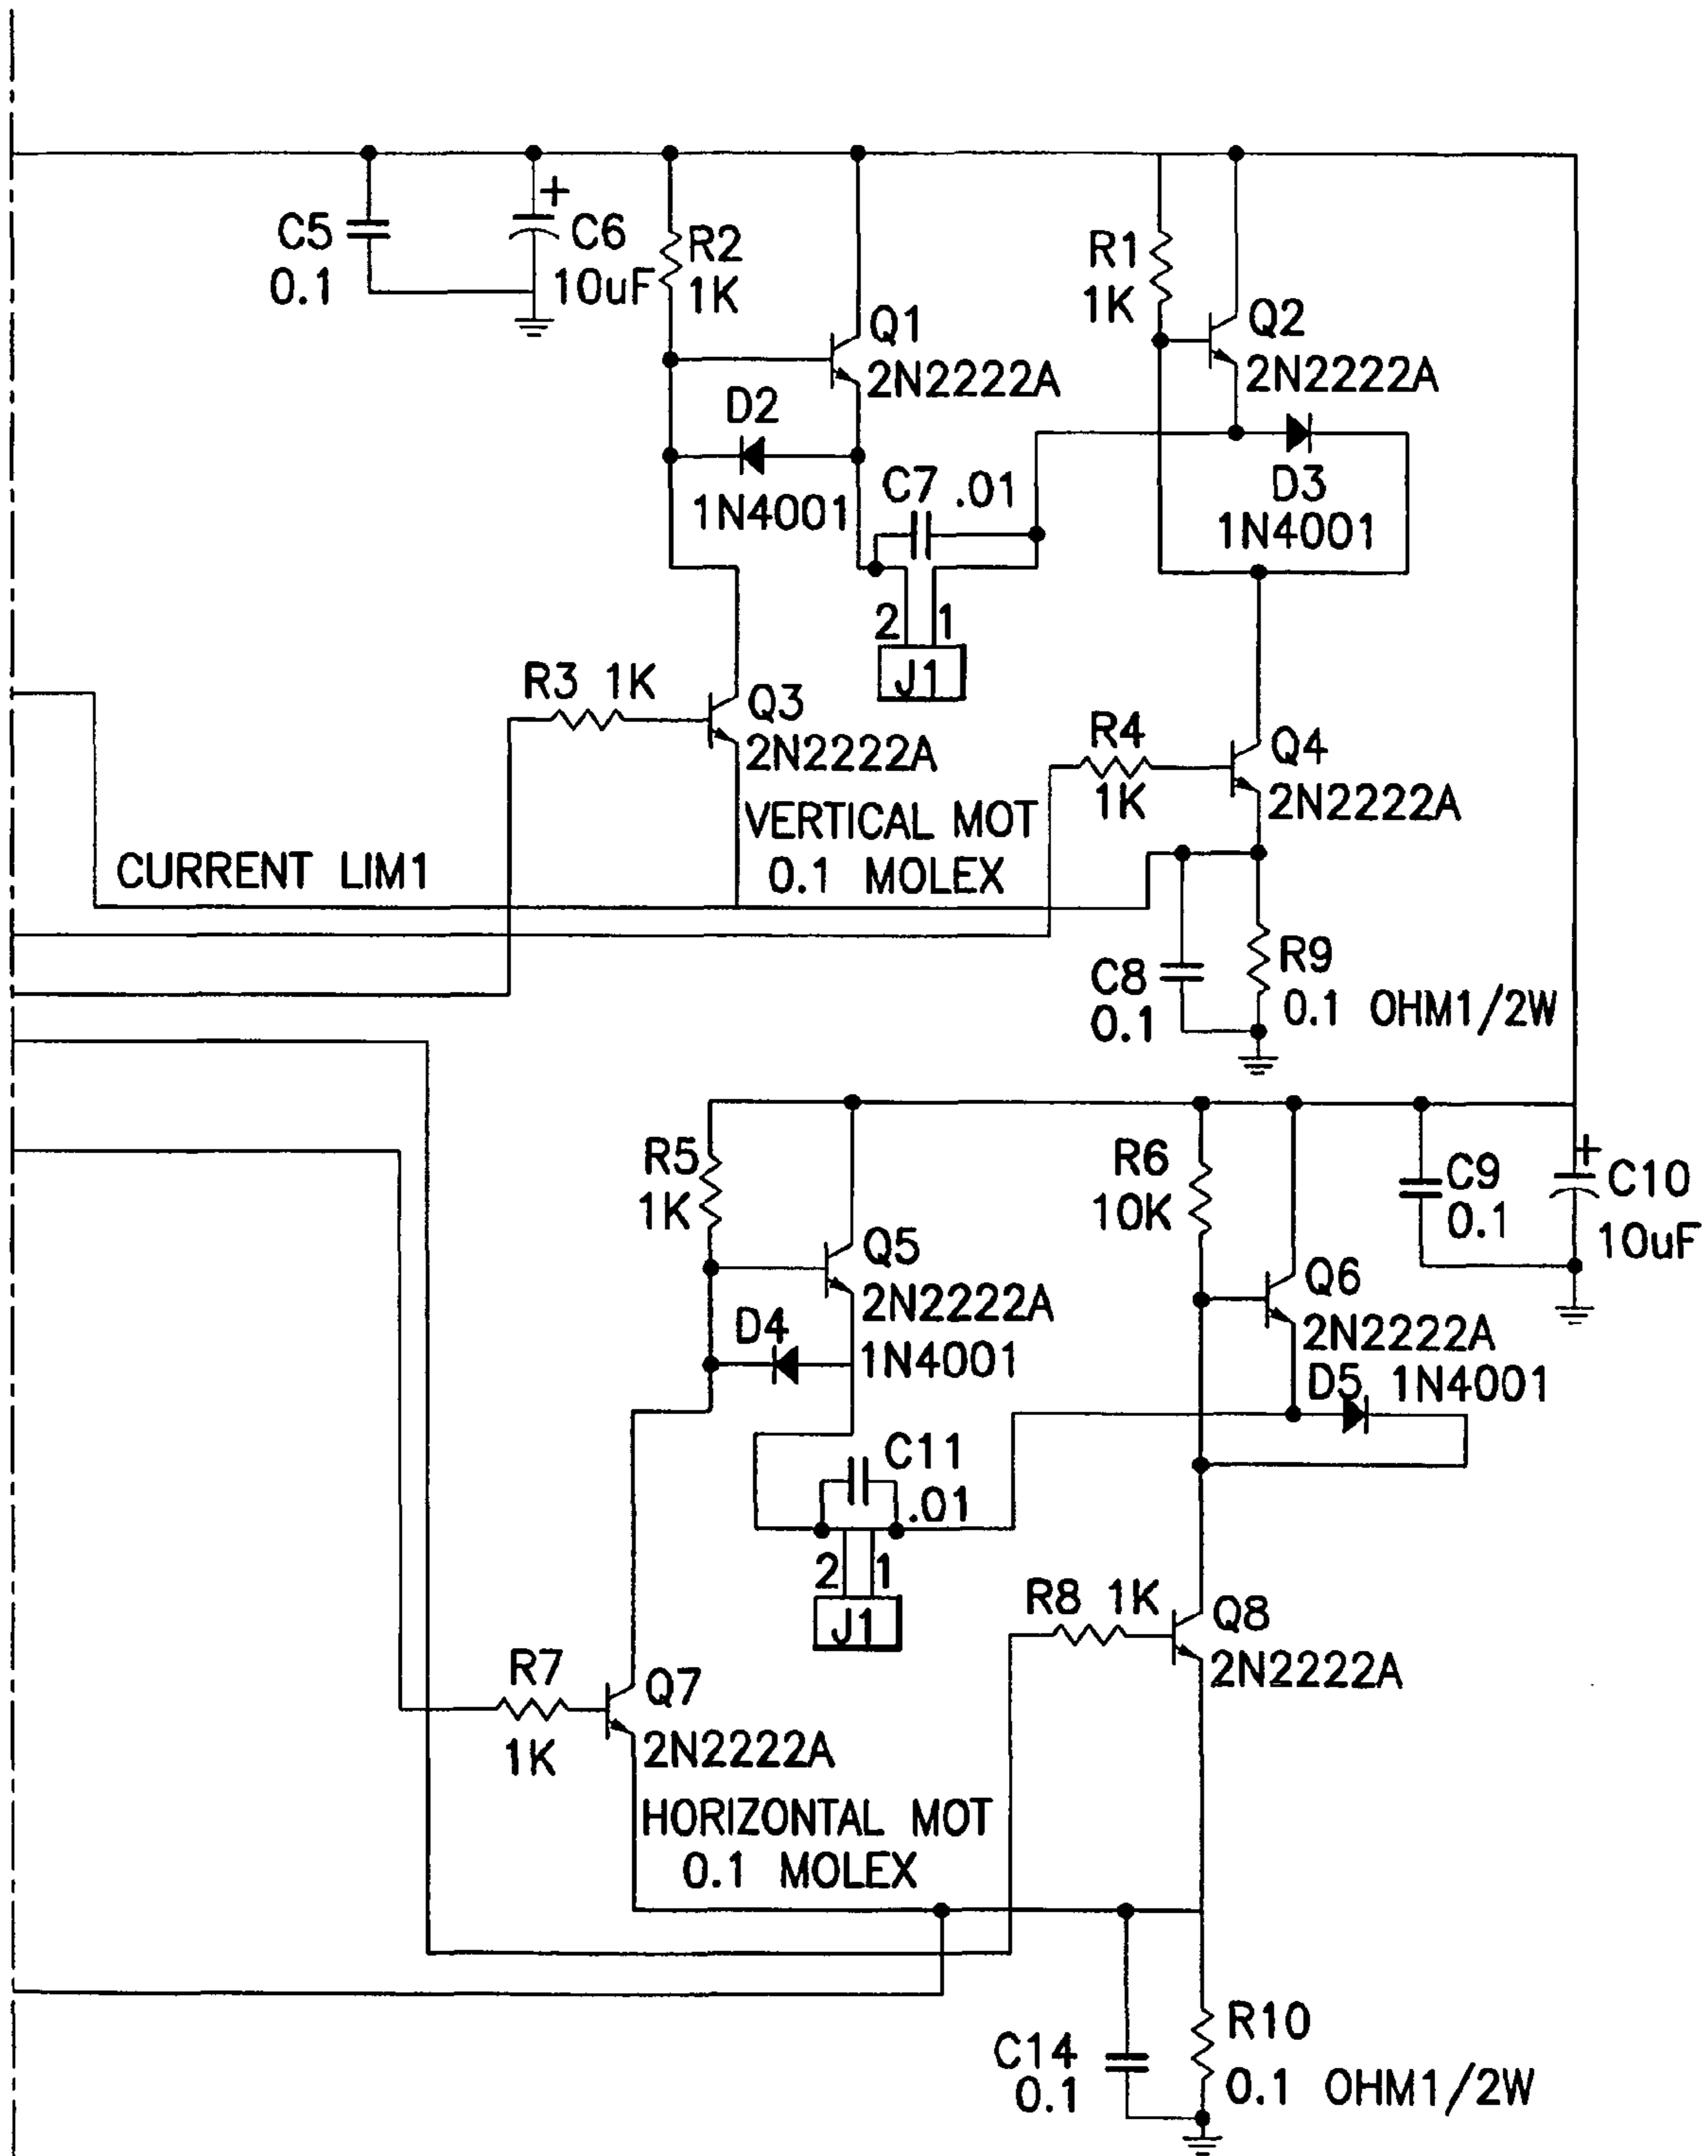 +
C5
0.1
C6
10uF
R2
1K
Q1
2N2222A
R1
1K
Q2
2N2222A
D2
1N4001
C7 .01
D3
1N4001
2 1
J1
R3 1K
Q3
2N2222A
R4
1K
Q4
2N2222A
VERTICAL MOT
0.1 MOLEX
CURRENT LIM1
C8
0.1
R9
0.1 OHM1/2W
R5
1K
Q5
2N2222A
R6
10K
C9
0.1
+
C10
10uF
Q6
2N2222A
D4
1N4001
D5 1N4001
C11
.01
2 1
J1
R8 1K
Q8
2N2222A
R7
1K
Q7
2N2222A
HORIZONTAL MOT
0.1 MOLEX
C14
0.1
R10
0.1 OHM1/2W